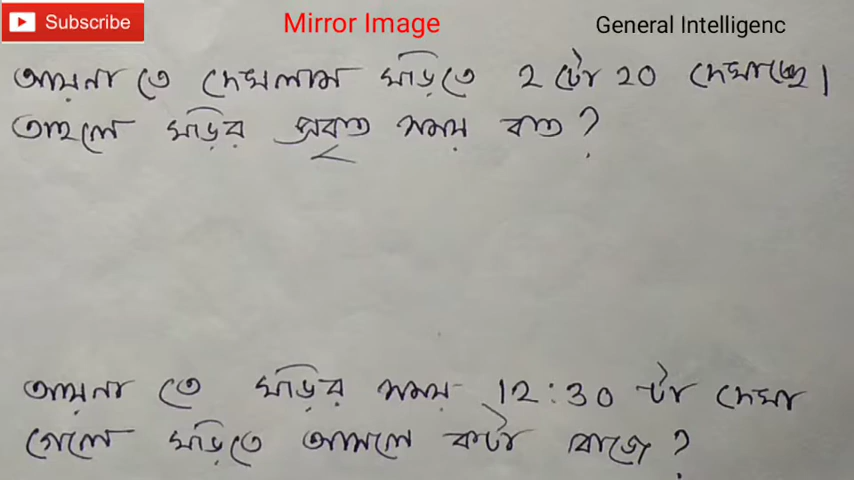 Subscribe
Mirror Image
General Intelligenc
আয়না তে দেখলাম ঘড়িতে 2 টো 20 দেখাচ্ছে।
তাহলে ঘড়ির প্রকৃত সময় কত?
আয়না তে ঘড়ির সময় 12:30 টা দেখা
গেলে ঘড়িতে আসলে কটা বাজে?